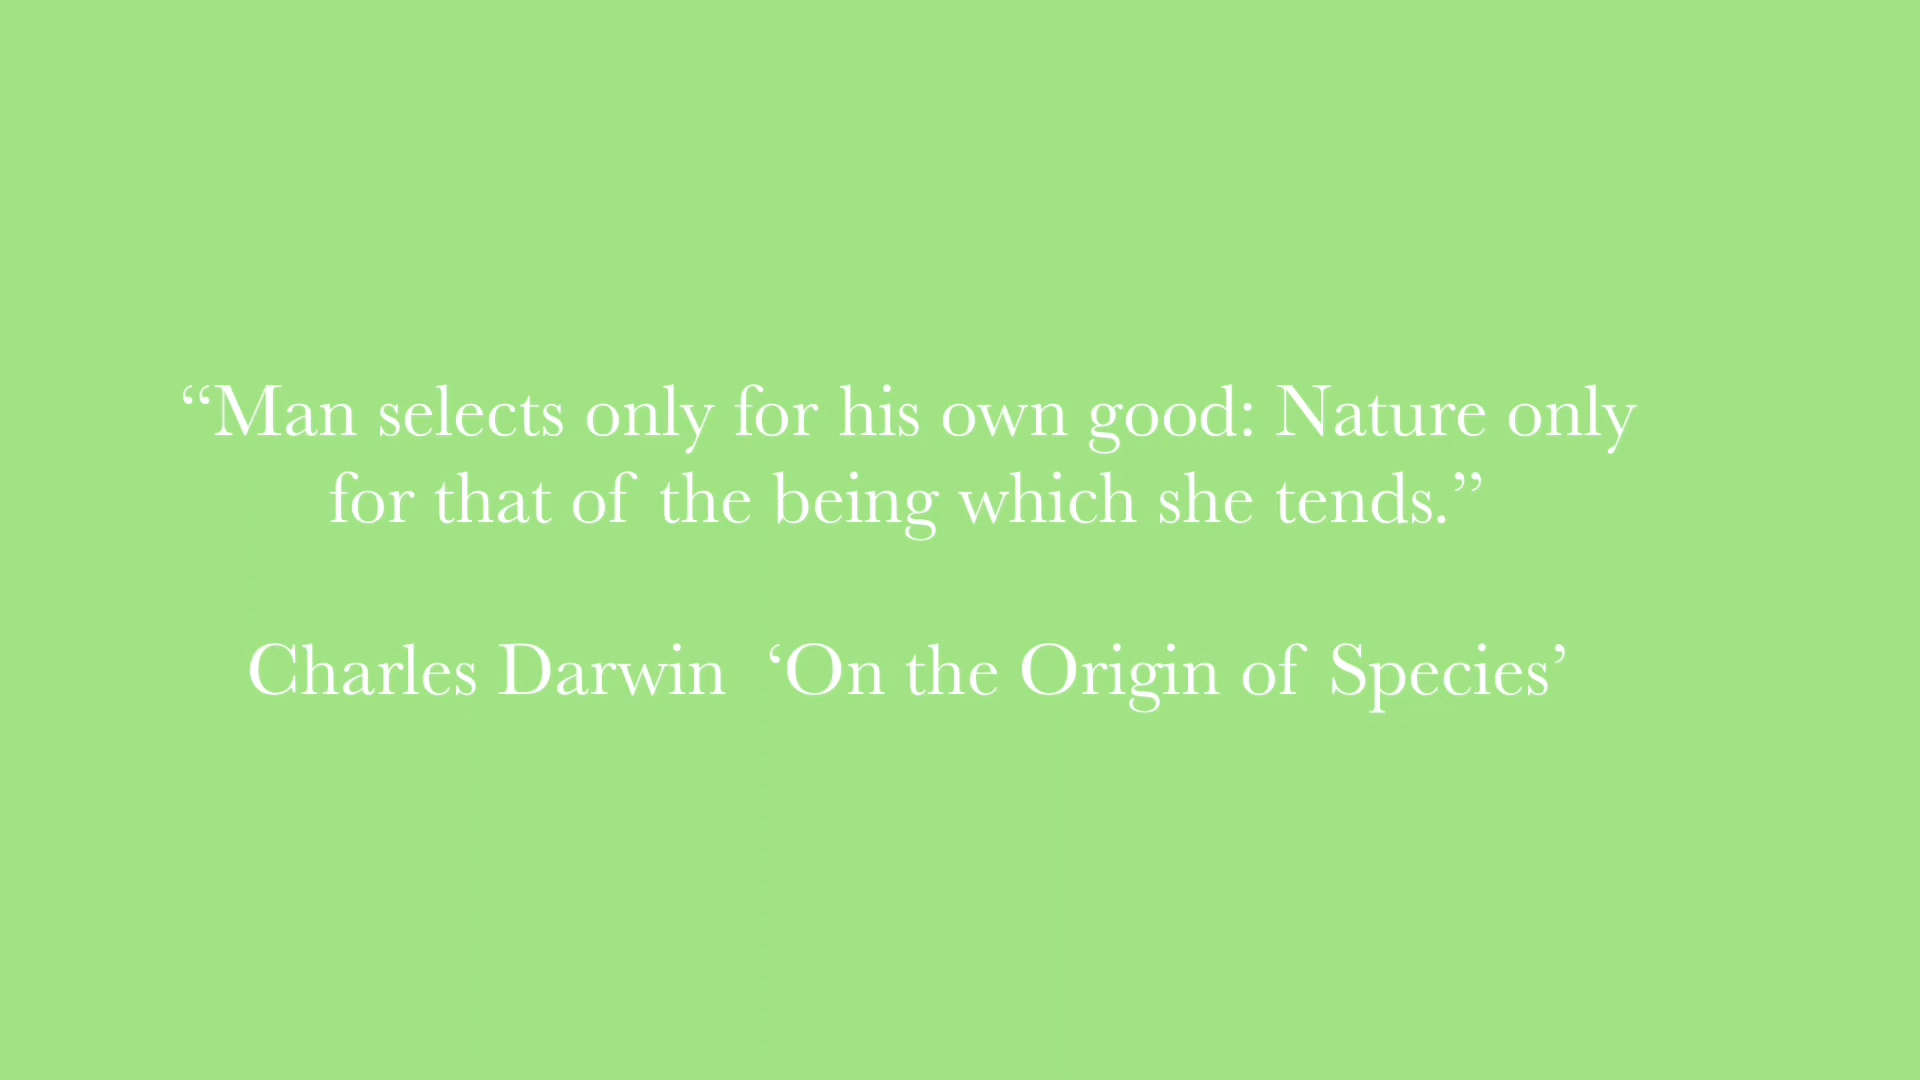 “Man selects only for his own good: Nature only
for that of the being which she tends.”
Charles Darwin ‘On the Origin of Species’